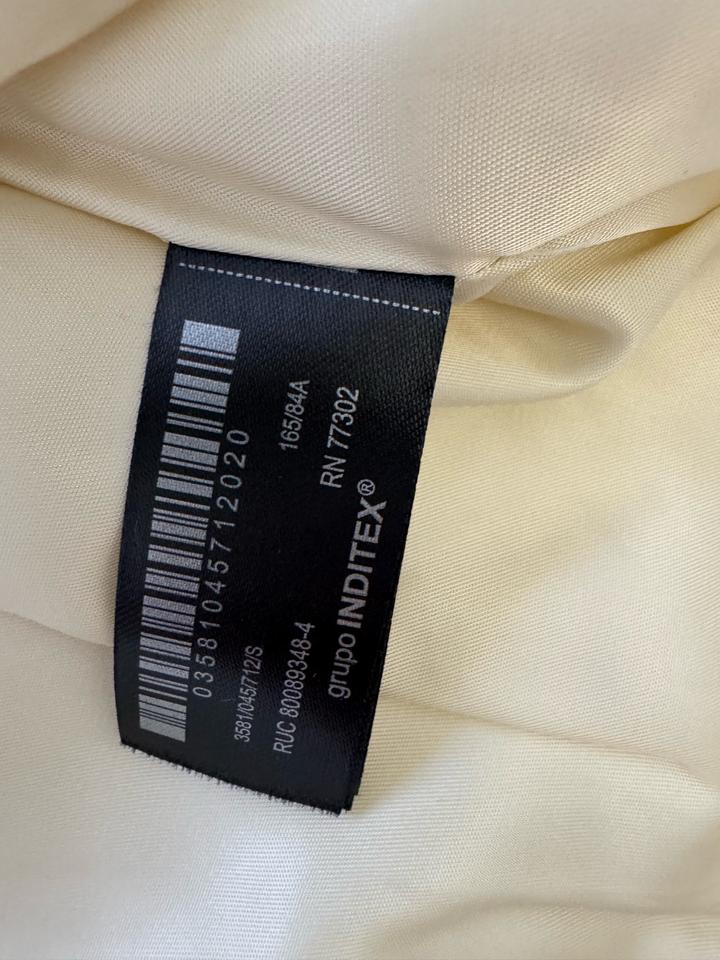 03581045712020
3581/045/712/S 165/84A
RUC 80089348-4 RN 77302
grupo INDITEX®